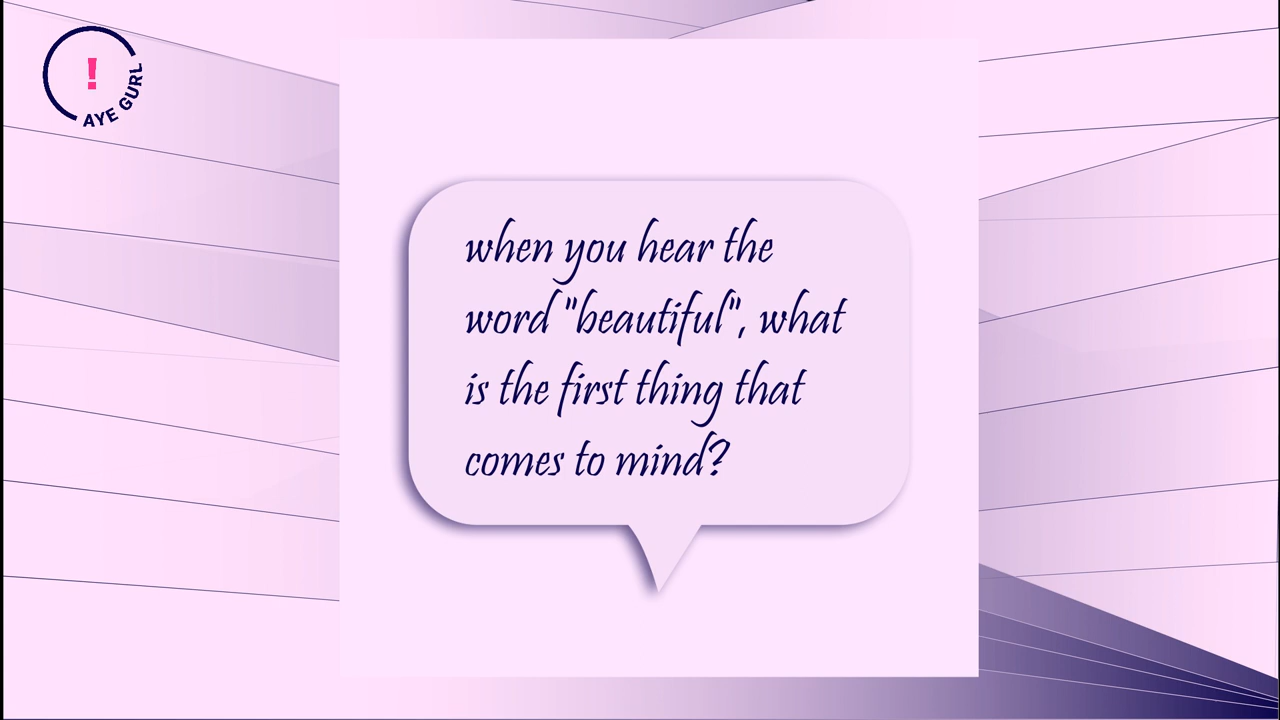 !
AYE GURL
when you hear the
word "beautiful", what
is the first thing that
comes to mind?